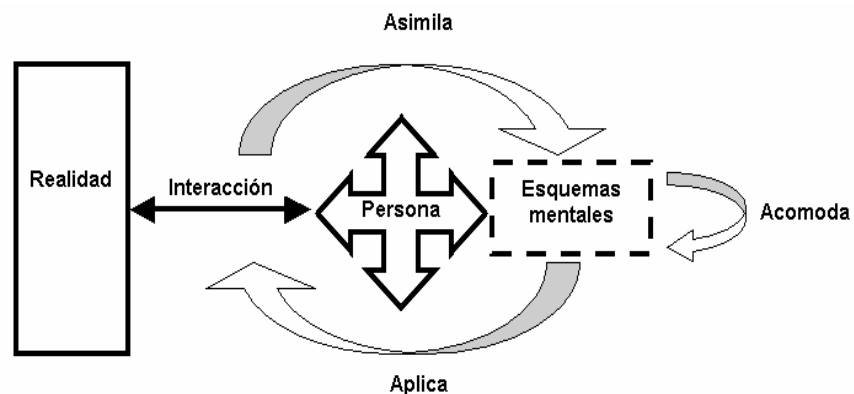 Asimila
Realidad
Interacción
Persona
Esquemas
mentales
Acomoda
Aplica